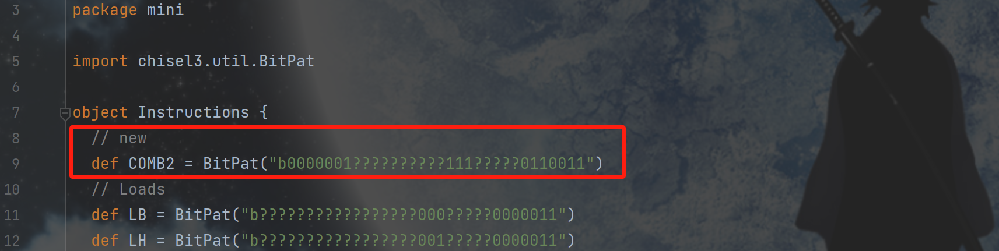 3 package mini
4
5 import chisel3.util.BitPat
6
7 object Instructions {
8 // new
9 def COMB2 = BitPat("b0000001??????????111?????0110011")
10 // Loads
11 def LB = BitPat("b?????????????????000?????0000011")
12 def LH = BitPat("b?????????????????001?????0000011")